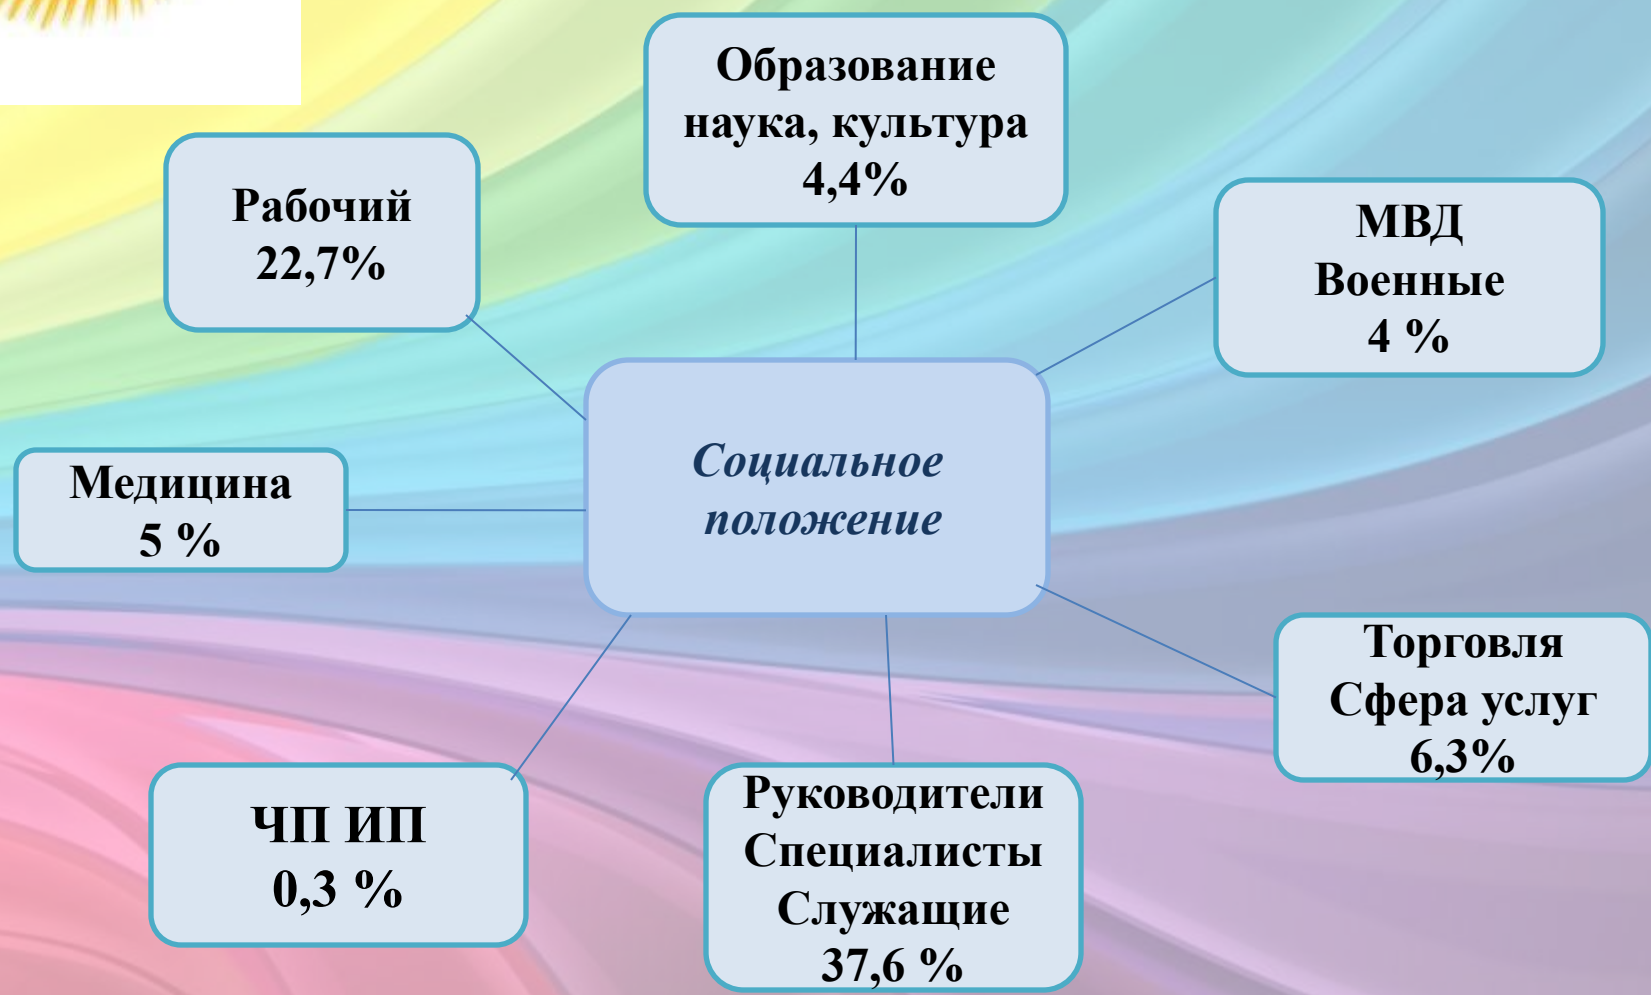 Образование
наука, культура
4,4%
Рабочий
22,7%
МВД
Военные
4 %
Социальное
положение
Медицина
5 %
Торговля
Сфера услуг
6,3%
ЧП ИП
0,3 %
Руководители
Специалисты
Служащие
37,6 %